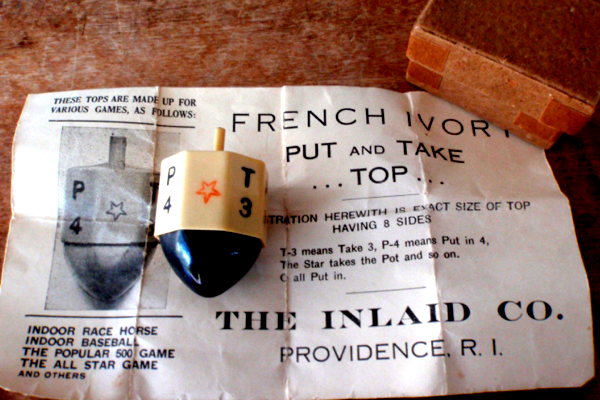 THESE TOPS ARE MADE UP FOR
VARIOUS GAMES, AS FOLLOWS:
P
4
INDOOR RACE HORSE
INDOOR BASEBALL
THE POPULAR 500 GAME
THE ALL STAR GAME
AND OTHERS
P T
4 3
FRENCH IVORY
PUT AND TAKE
...TOP...
HEREWITH IS EXACT SIZE OF TOP
HAVING 8 SIDES
T-3 means Take 3, P-4 means Put in 4,
The Star takes the Pot and so on.
all Put in.
THE INLAID CO.
PROVIDENCE, R. I.